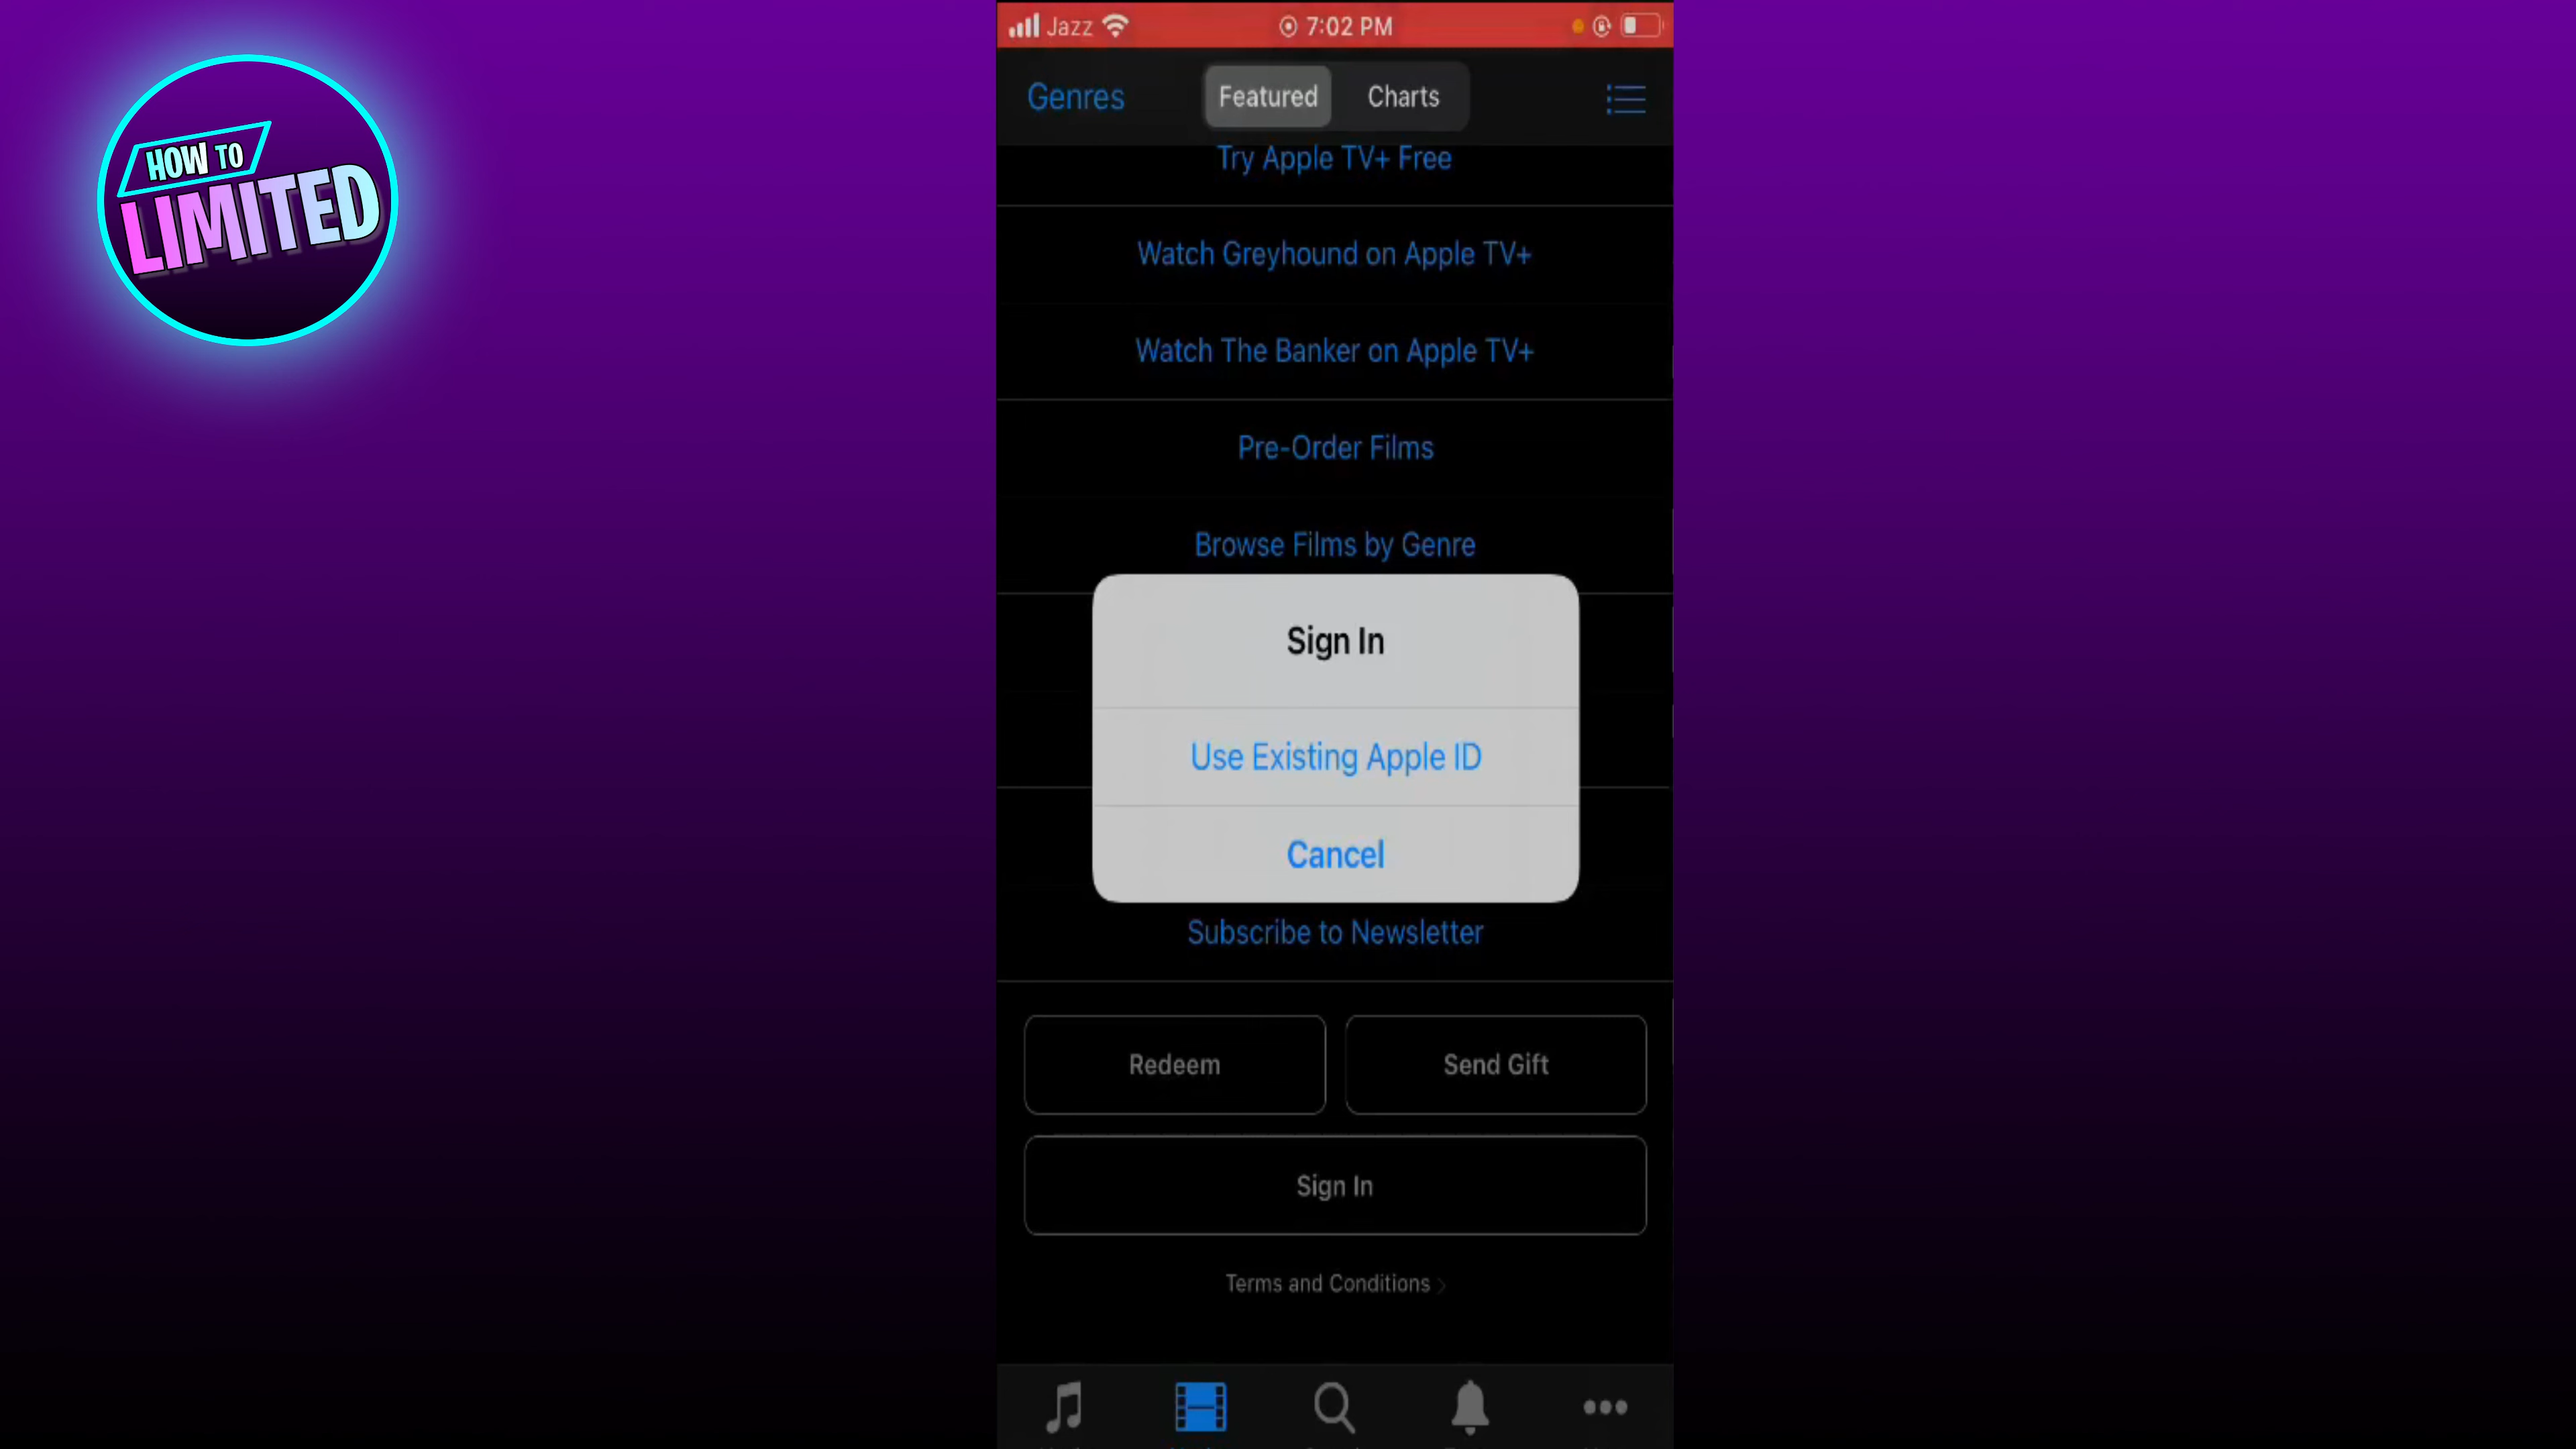 HOW TO
LIMITED
Jazz
7:02 PM
Genres
Featured
Charts
Try Apple TV+ Free
Watch Greyhound on Apple TV+
Watch The Banker on Apple TV+
Pre-Order Films
Browse Films by Genre
Sign In
Use Existing Apple ID
Cancel
Subscribe to Newsletter
Redeem
Send Gift
Sign In
Terms and Conditions >